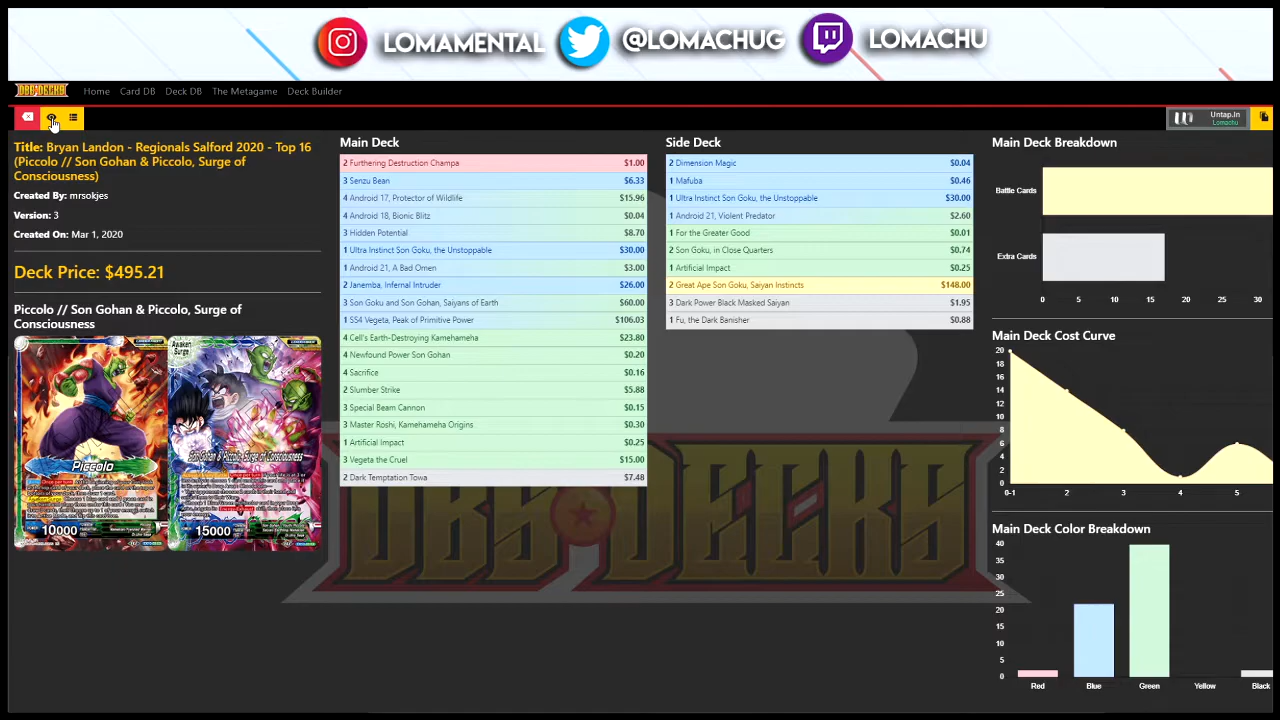 LOMAMENTAL @LOMACHUG LOMACHU
DBS DECKS Home Card DB Deck DB The Metagame Deck Builder
Untap.in
Lomachu
Title: Bryan Landon - Regionals Salford 2020 - Top 16
(Piccolo // Son Gohan & Piccolo, Surge of
Consciousness)
Created By: mrsokjes
Version: 3
Created On: Mar 1, 2020
Deck Price: $495.21
Piccolo // Son Gohan & Piccolo, Surge of
Consciousness
Awaken
Surge
Piccolo
Son Gohan & Piccolo, Surge of Consciousness
10000
15000
Main Deck
2 Furthering Destruction Champa $1.00
3 Senzu Bean $6.33
4 Android 17, Protector of Wildlife $15.96
4 Android 18, Bionic Blitz $0.04
3 Hidden Potential $8.70
1 Ultra Instinct Son Goku, the Unstoppable $30.00
1 Android 21, A Bad Omen $3.00
2 Janemba, Infernal Intruder $26.00
3 Son Goku and Son Gohan, Saiyans of Earth $60.00
1 SS4 Vegeta, Peak of Primitive Power $106.03
4 Cell's Earth-Destroying Kamehameha $23.80
4 Newfound Power Son Gohan $0.20
4 Sacrifice $0.16
2 Slumber Strike $5.88
3 Special Beam Cannon $0.15
3 Master Roshi, Kamehameha Origins $0.30
1 Artificial Impact $0.25
3 Vegeta the Cruel $15.00
2 Dark Temptation Towa $7.48
Side Deck
2 Dimension Magic $0.04
1 Mafuba $0.46
1 Ultra Instinct Son Goku, the Unstoppable $30.00
1 Android 21, Violent Predator $2.60
1 For the Greater Good $0.01
2 Son Goku, in Close Quarters $0.74
1 Artificial Impact $0.25
2 Great Ape Son Goku, Saiyan Instincts $148.00
3 Dark Power Black Masked Saiyan $1.95
1 Fu, the Dark Banisher $0.88
Main Deck Breakdown
Battle Cards
Extra Cards
0 5 10 15 20 25 30
Main Deck Cost Curve
20
18
16
14
12
10
8
6
4
2
0
0-1 2 3 4 5
Main Deck Color Breakdown
40
35
30
25
20
15
10
5
0
Red Blue Green Yellow Black
DBS DECKS